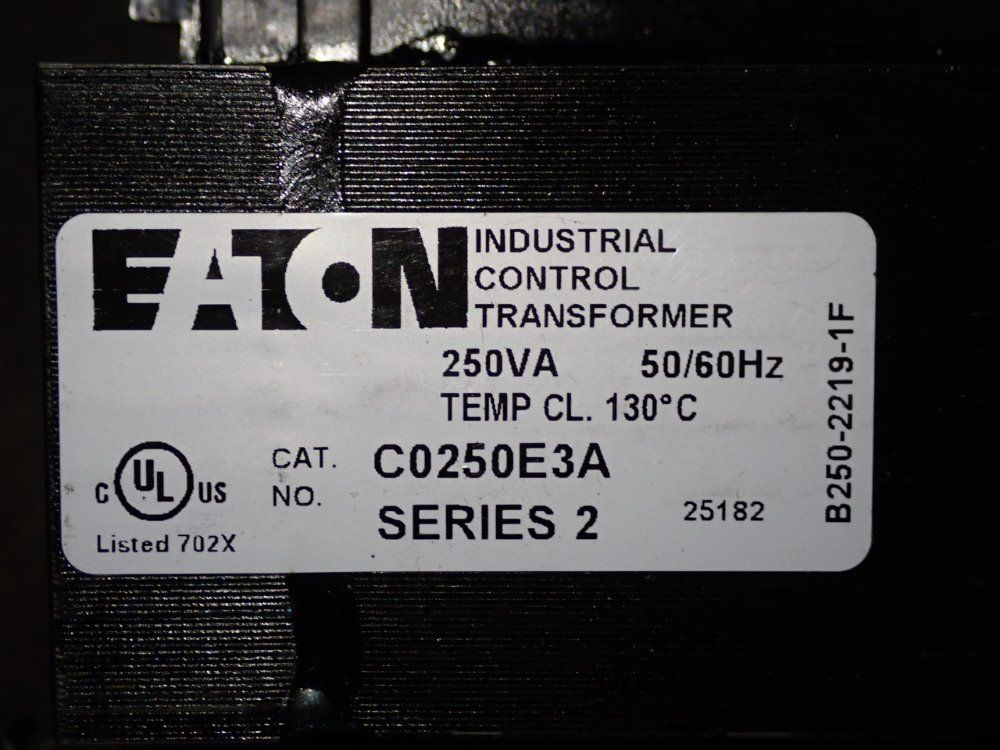 EATON
INDUSTRIAL
CONTROL
TRANSFORMER
250VA 50/60Hz
TEMP CL. 130°C
CAT. NO. C0250E3A
SERIES 2 25182
C UL US
Listed 702X
B250-2219-1F